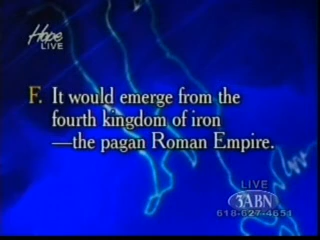 Hope
LIVE
F. It would emerge from the
fourth kingdom of iron
—the pagan Roman Empire.
LIVE
3ABN
618-627-4651